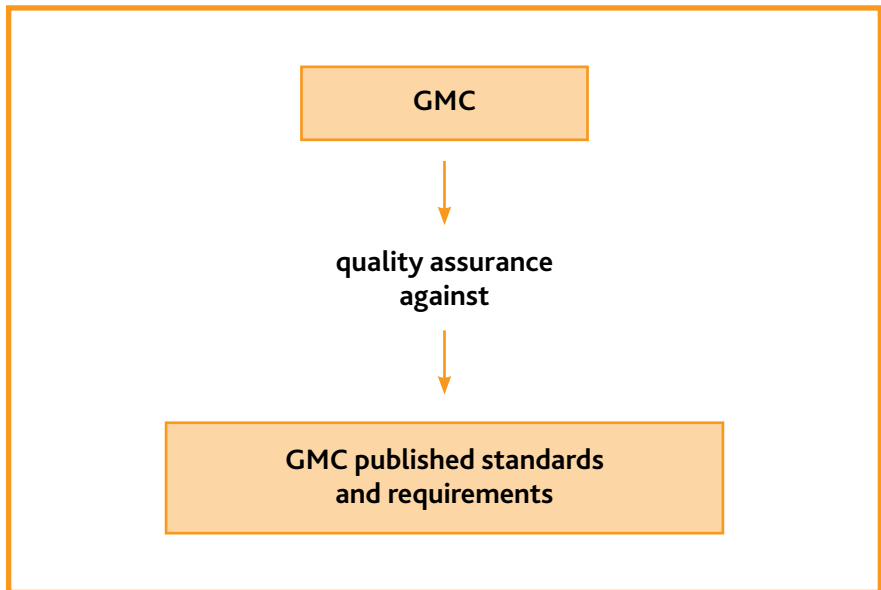 GMC
quality assurance
against
GMC published standards
and requirements